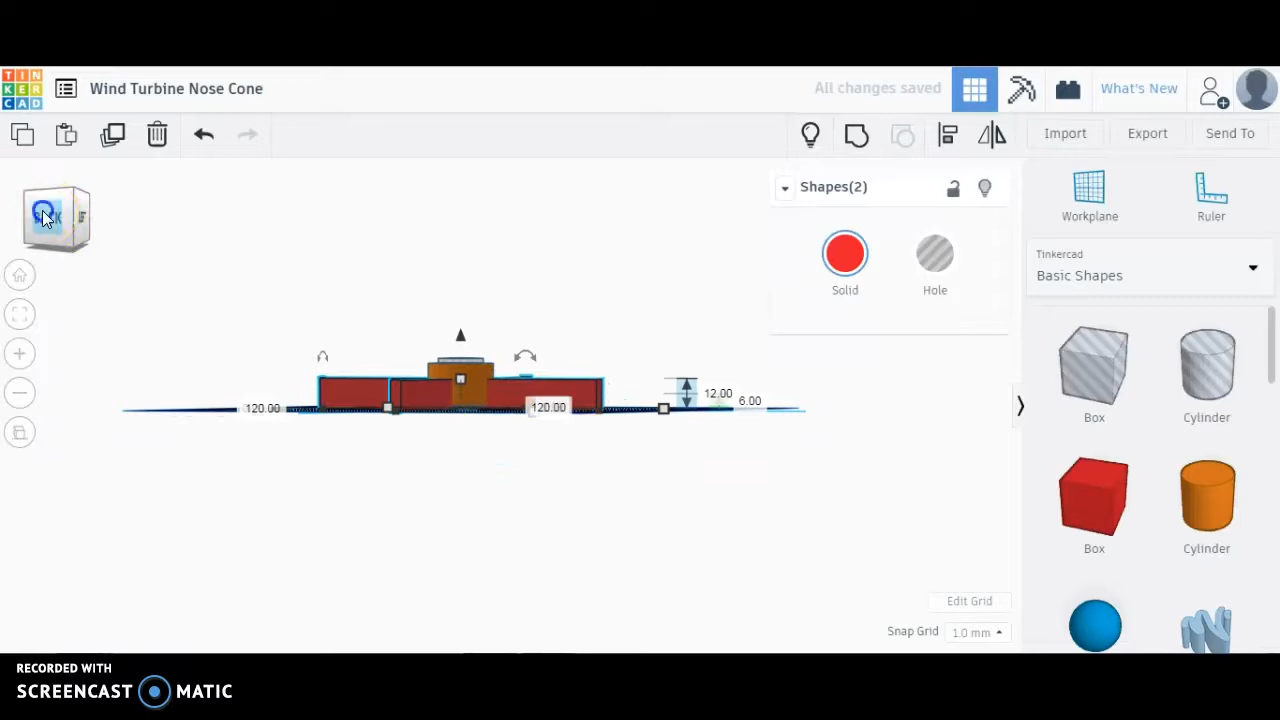 TIN
KER
CAD
Wind Turbine Nose Cone
All changes saved
What's New
Import
Export
Send To
Shapes(2)
Solid
Hole
Workplane
Ruler
Tinkercad
Basic Shapes
Box
Cylinder
Box
Cylinder
120.00
120.00
12.00
6.00
Edit Grid
Snap Grid
1.0 mm
RECORDED WITH
SCREENCAST MATIC